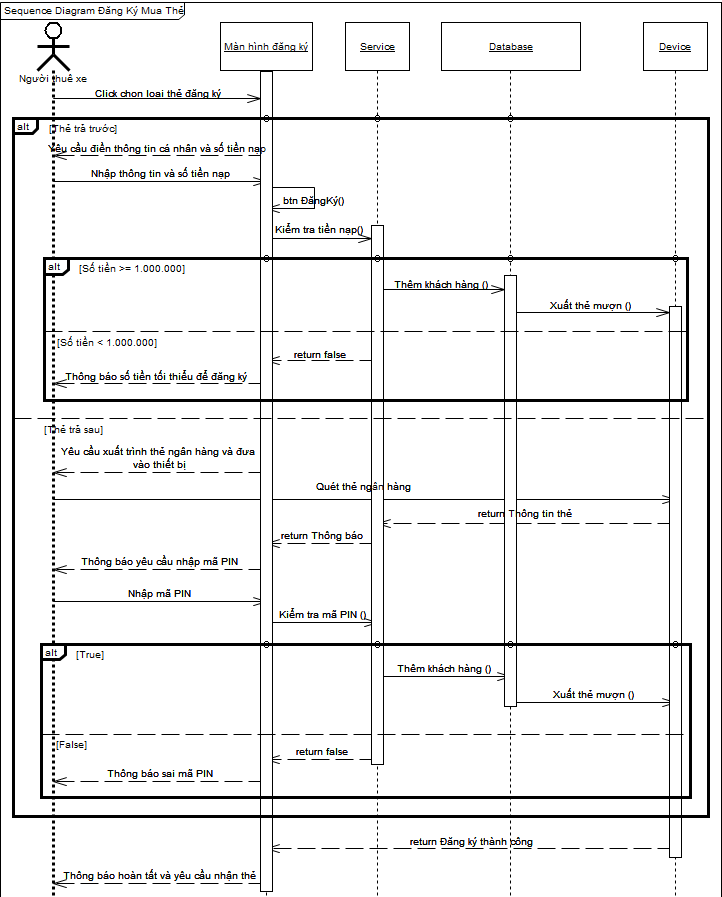 Sequence Diagram Đăng Ký Mua Thẻ
Người thuê xe
Màn hình đăng ký
Service
Database
Device
Click chon loai thẻ đăng ký
alt
[Thẻ trả trước]
Yêu cầu điền thông tin cá nhân và số tiền nạp
Nhập thông tin và số tiền nạp
btn ĐăngKý()
Kiểm tra tiền nạp()
alt
[Số tiền >= 1.000.000]
Thêm khách hàng ()
Xuất thẻ mượn ()
[Số tiền < 1.000.000]
return false
Thông báo số tiền tối thiểu để đăng ký
[Thẻ trả sau]
Yêu cầu xuất trình thẻ ngân hàng và đưa
vào thiết bị
Quét thẻ ngân hàng
return Thông tin thẻ
return Thông báo
Thông báo yêu cầu nhập mã PIN
Nhập mã PIN
Kiểm tra mã PIN ()
alt
[True]
Thêm khách hàng ()
Xuất thẻ mượn ()
[False]
return false
Thông báo sai mã PIN
return Đăng ký thành công
Thông báo hoàn tất và yêu cầu nhận thẻ